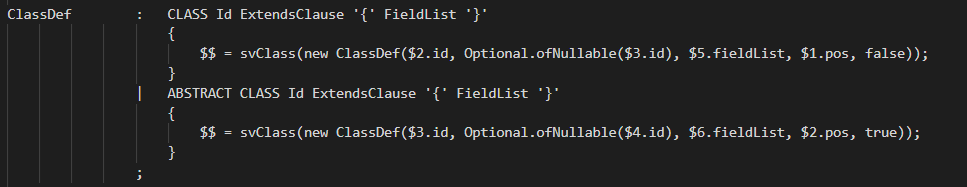 ClassDef : CLASS Id ExtendsClause '{' FieldList '}'
{
$$ = svClass(new ClassDef($2.id, Optional.ofNullable($3.id), $5.fieldList, $1.pos, false));
}
| ABSTRACT CLASS Id ExtendsClause '{' FieldList '}'
{
$$ = svClass(new ClassDef($3.id, Optional.ofNullable($4.id), $6.fieldList, $2.pos, true));
}
;